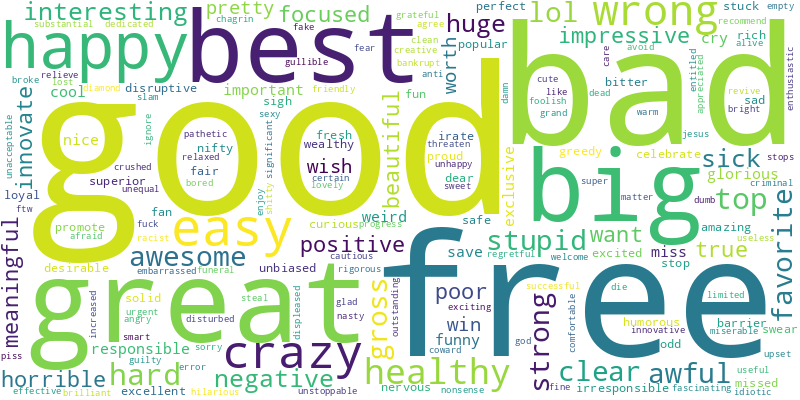 interesting
pretty
focused
huge
lol
wrong
perfect
stuck
empty
substantial
dedicated
chagrin
grateful
agree
recommend
happy
best
fake
clean
creative
bankrupt
popular
impressive
cry
rich
alive
care
avoid
bad
entitled
appreciated
enthusiastic
broke
relieve
lost
diamond
gullible
fear
friendly
anti
worth
cool
disruptive
slam
important
sigh
sexy
fun
damn
cute
like
foolish
grand
dead
bitter
warm
revive
sad
bright
jesus
unacceptable
innovate
good
nice
ignore
pathetic
relaxed
nifty
fair
bored
significant
fresh
wealthy
wish
certain
lovely
beautiful
irate
threaten
proud
unhappy
dear
sweet
exclusive
greedy
celebrate
sick
stops
crushed
superior
unequal
loyal
ftw
fan
enjoy
shitty
big
super
matter
dumb
glorious
top
criminal
promote
afraid
fuck
racist
easy
curious
progress
weird
safe
amazing
useless
meaningful
desirable
awesome
embarrassed
funeral
unbiased
positive
cautious
rigorous
save
regretful
stupid
welcome
want
excited
miss
stop
true
favorite
great
increased
solid
urgent
angry
smart
disturbed
steal
displeased
glad
nasty
gross
outstanding
free
poor
exciting
win
funny
coward
god
strong
successful
comfortable
die
humorous
innovative
odd
limited
barrier
miserable
swear
upset
piss
responsible
sorry
guilty
error
crazy
horrible
hard
negative
unstoppable
healthy
nervous
nonsense
fine
clear
irresponsible
awful
fascinating
missed
useful
idiotic
effective
brilliant
excellent
hilarious